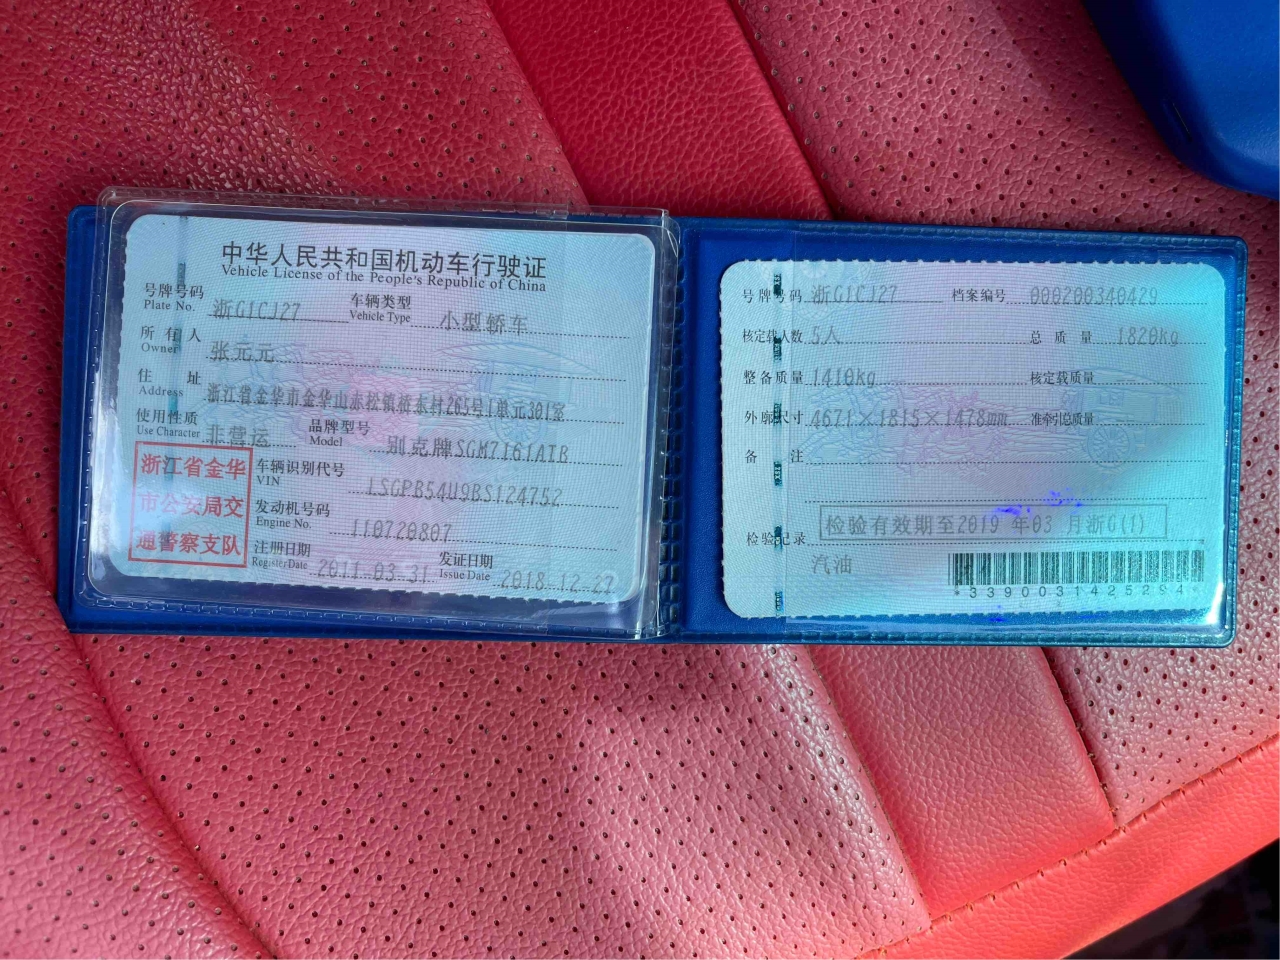 中华人民共和国机动车行驶证
Vehicle License of the People's Republic of China
号牌号码 Plate No. 浙G1CJ27 车辆类型 Vehicle Type 小型轿车
所有人 Owner 张元元
住址 Address 浙江省金华市金华山赤松镇桩东村265号1单元301室
使用性质 Use Character 非营运 品牌型号 Model 别克牌SGM7161ATB
浙江省金华
市公安局交
通警察支队
车辆识别代号 VIN LSGPB54U9BS124752
发动机号码 Engine No. 110720807
注册日期 Register Date 2011-03-31 发证日期 Issue Date 2018-12-27
号牌号码 浙G1CJ27 档案编号 000200340429
核定载人数 5人 总质量 1820kg
整备质量 1410kg 核定载质量
外廓尺寸 4671×1815×1478mm 准牵引总质量
备注
检验记录 检验有效期至2019年03月浙G(1)
汽油
*3390031425294*